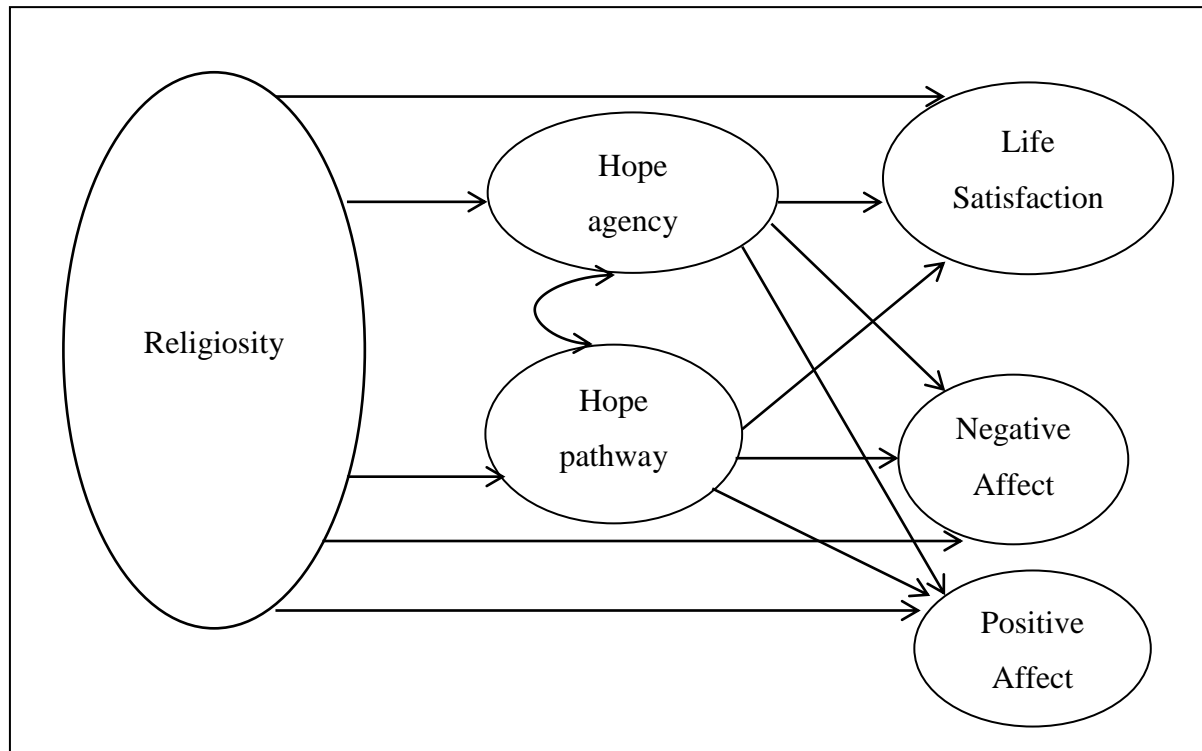 Religiosity
Hope
agency
Hope
pathway
Life
Satisfaction
Negative
Affect
Positive
Affect